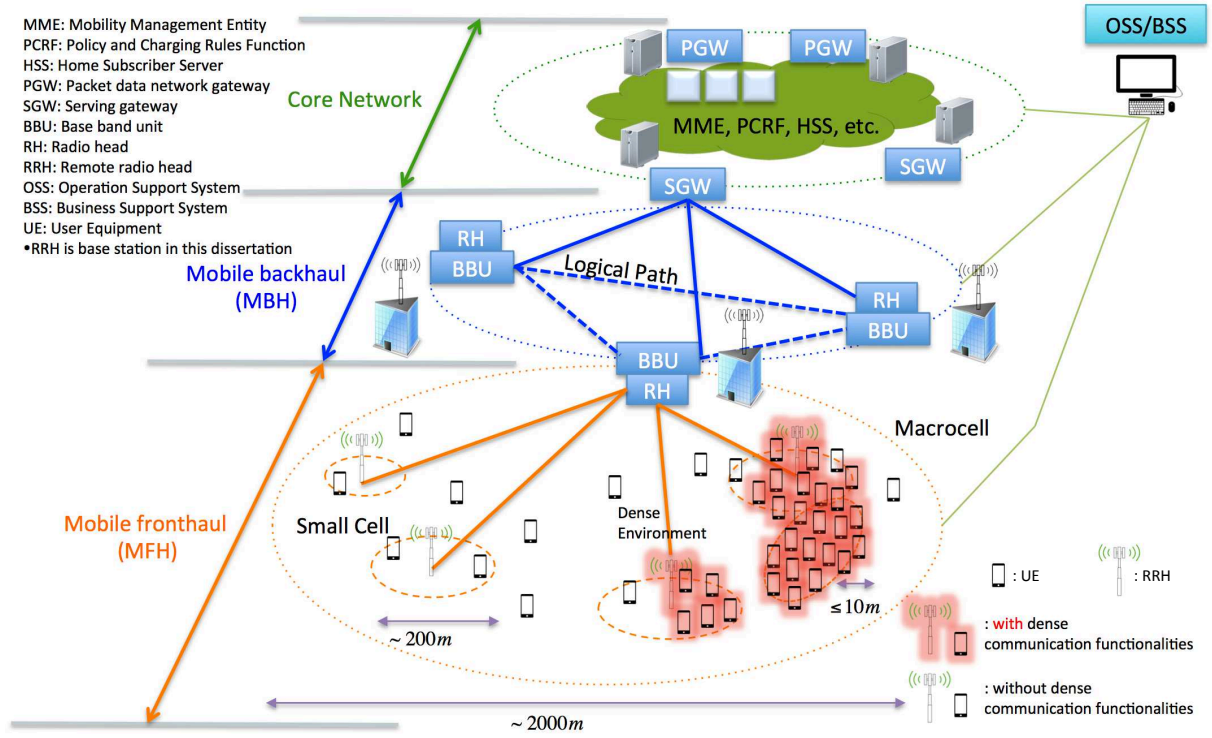 MME: Mobility Management Entity
PCRF: Policy and Charging Rules Function
HSS: Home Subscriber Server
PGW: Packet data network gateway
SGW: Serving gateway
BBU: Base band unit
RH: Radio head
RRH: Remote radio head
OSS: Operation Support System
BSS: Business Support System
UE: User Equipment
•RRH is base station in this dissertation
Core Network
PGW
PGW
OSS/BSS
MME, PCRF, HSS, etc.
SGW
SGW
Mobile backhaul
(MBH)
RH
BBU
Logical Path
RH
BBU
BBU
RH
Macrocell
Mobile fronthaul
(MFH)
Small Cell
Dense
Environment
≤10m
~ 200m
~ 2000m
: UE
: RRH
: with dense
communication functionalities
: without dense
communication functionalities